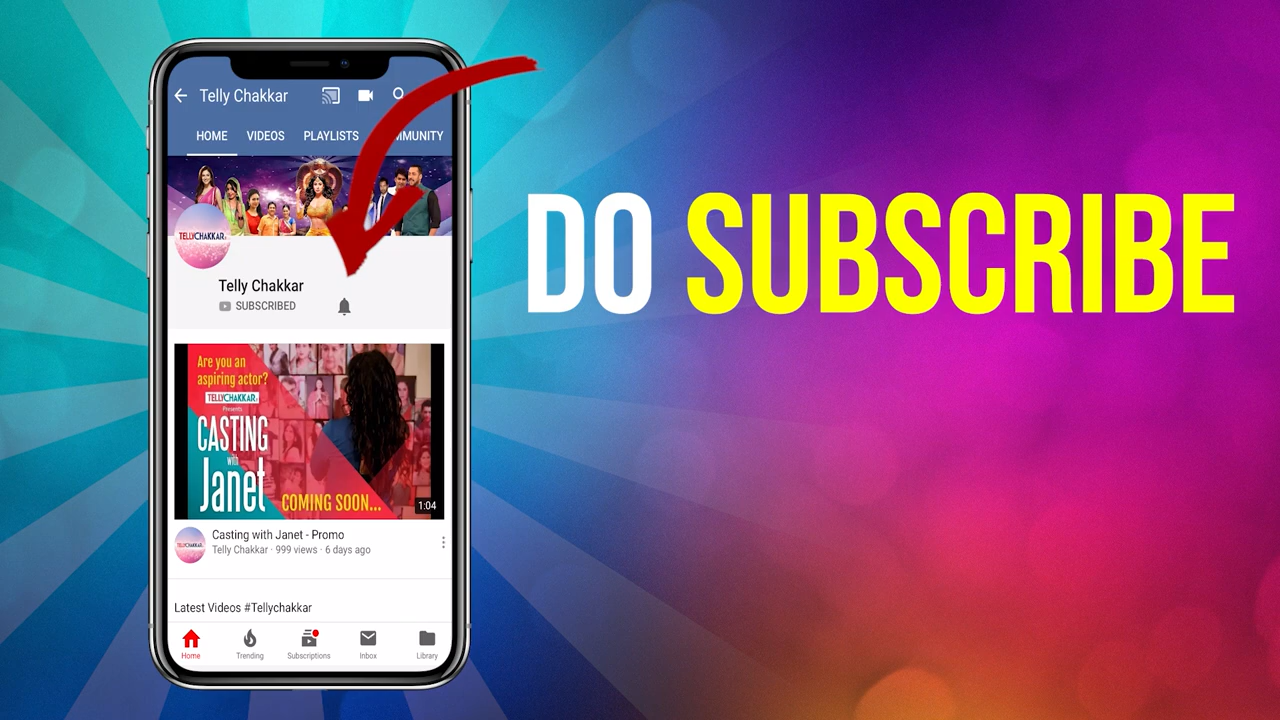 Telly Chakkar
HOME VIDEOS PLAYLISTS MMUNITY
TELLYCHAKKAR
Telly Chakkar
SUBSCRIBED
DO SUBSCRIBE
Are you an
aspiring actor?
TELLYCHAKKAR
Presents
CASTING
with
Janet
COMING SOON...
1:04
Casting with Janet - Promo
Telly Chakkar · 999 views · 6 days ago
TELLYCHAKKAR
Latest Videos #Tellychakkar
Home Trending Subscriptions Inbox Library